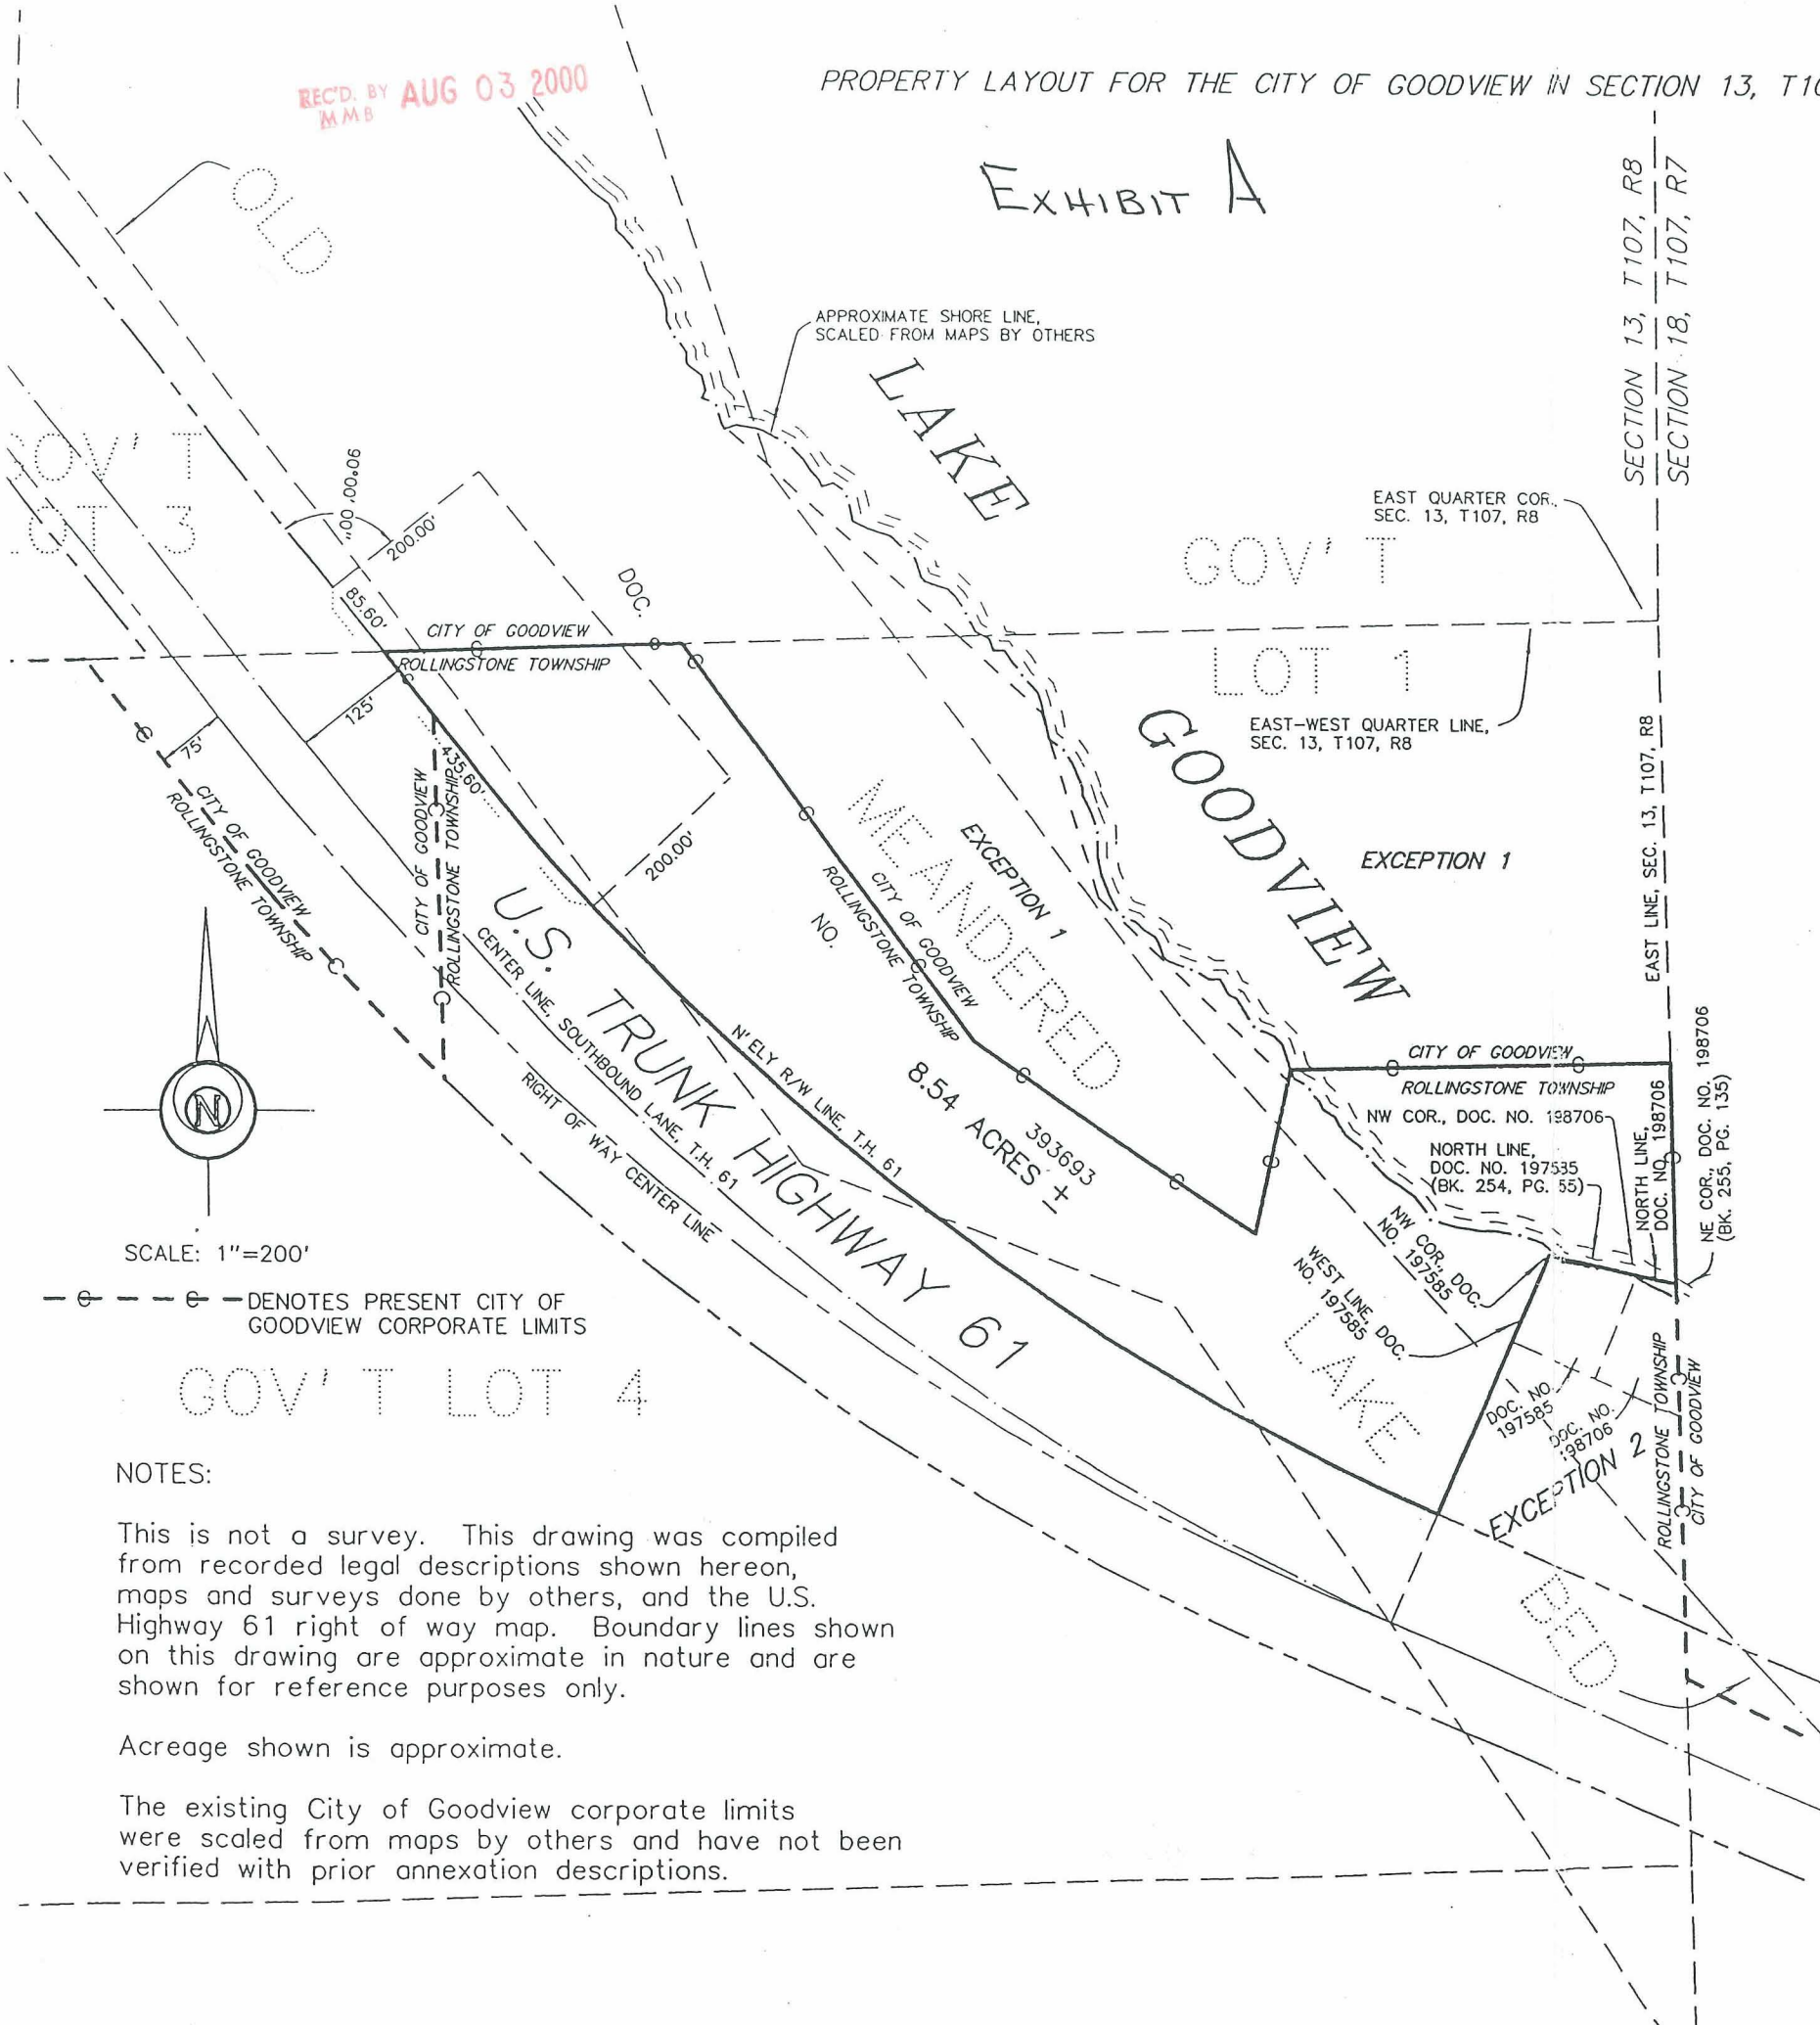 REC'D. BY AUG 03 2000
MMB
PROPERTY LAYOUT FOR THE CITY OF GOODVIEW IN SECTION 13,
EXHIBIT A
OLD
SECTION 13, T107, R8
SECTION 18, T107, R7
APPROXIMATE SHORE LINE,
SCALED FROM MAPS BY OTHERS
LAKE
GOODVIEW
GOV'T
LOT 3
90°00'00"
200.00'
85.60'
DOC.
EAST QUARTER COR.,
SEC. 13, T107, R8
GOV'T
LOT 1
CITY OF GOODVIEW
ROLLINGSTONE TOWNSHIP
EAST-WEST QUARTER LINE,
SEC. 13, T107, R8
125'
75'
435.60'
CITY OF GOODVIEW
ROLLINGSTONE TOWNSHIP
CITY OF GOODVIEW
ROLLINGSTONE TOWNSHIP
200.00'
NO.
MEANDERED
EXCEPTION 1
CITY OF GOODVIEW
ROLLINGSTONE TOWNSHIP
EXCEPTION 1
EAST LINE, SEC. 13, T107, R8
U.S. TRUNK HIGHWAY 61
CENTER LINE, SOUTHBOUND LANE, T.H. 61
RIGHT OF WAY CENTER LINE
N'ELY R/W LINE, T.H. 61
393693
8.54 ACRES ±
CITY OF GOODVIEW
ROLLINGSTONE TOWNSHIP
NW COR., DOC. NO. 198706
NORTH LINE,
DOC. NO. 197585
(BK. 254, PG. 55)
NORTH LINE,
DOC. NO. 198706
NE COR., DOC. NO. 198706
(BK. 255, PG. 135)
NW COR., DOC.
NO. 197585
WEST LINE, DOC.
NO. 197585
LAKE
DOC. NO.
197585
DOC. NO.
198706
EXCEPTION 2
ROLLINGSTONE TOWNSHIP
CITY OF GOODVIEW
BED
N
SCALE: 1"=200'
DENOTES PRESENT CITY OF
GOODVIEW CORPORATE LIMITS
GOV'T LOT 4
NOTES:
This is not a survey. This drawing was compiled
from recorded legal descriptions shown hereon,
maps and surveys done by others, and the U.S.
Highway 61 right of way map. Boundary lines shown
on this drawing are approximate in nature and are
shown for reference purposes only.
Acreage shown is approximate.
The existing City of Goodview corporate limits
were scaled from maps by others and have not been
verified with prior annexation descriptions.